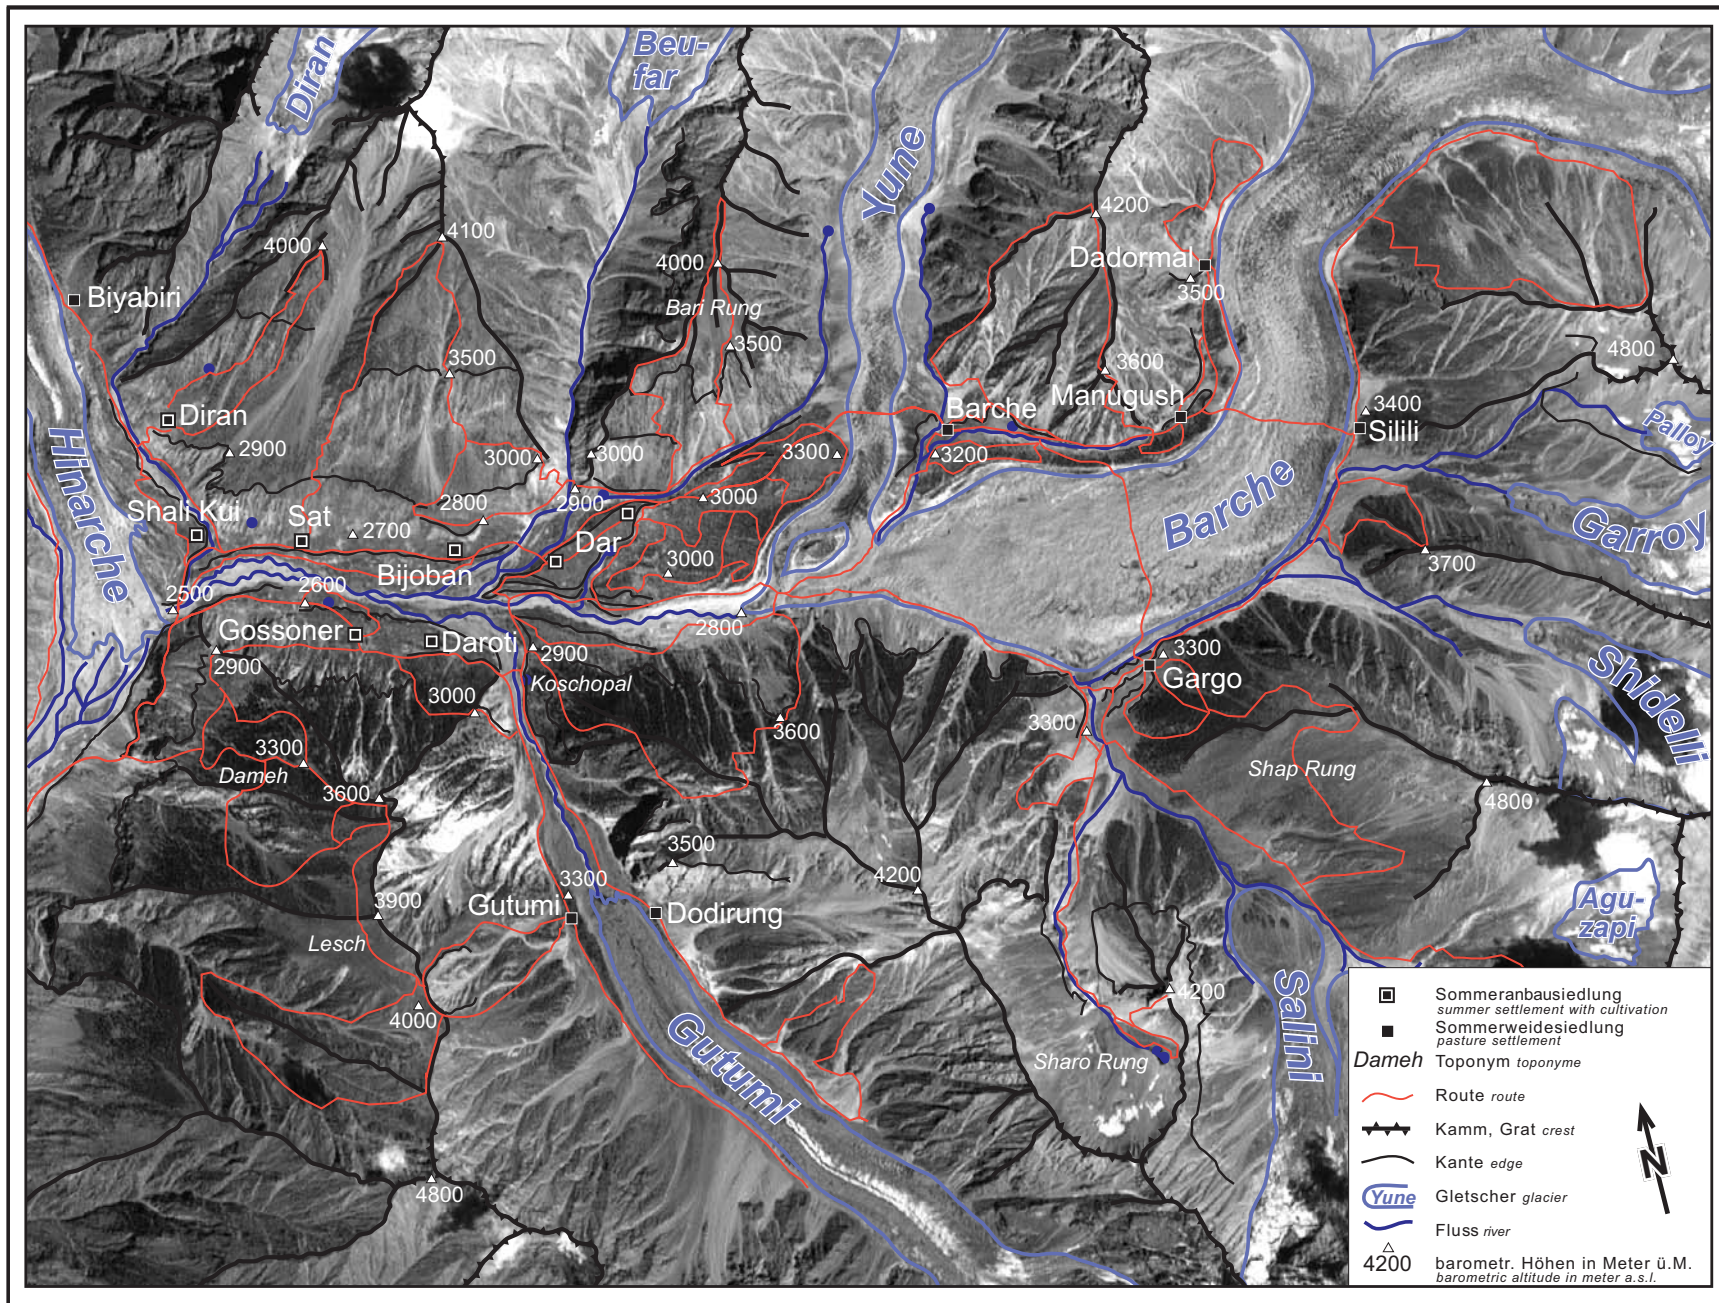 Diran
Beu-
far
Yune
4200
4000
4100
4000
Dadormal
3500
Biyabiri
Bari Rung
3500
3500
3600
4800
Diran
Manugush
Barche
3400
Silili
Palloy
2900
3000
3000
3300
3200
Hinarche
2800
2900
3000
Barche
Garroy
Shali Kui
Sat
2700
Dar
Bijoban
3000
3700
2500
2600
2800
Gossoner
Daroti
2900
2900
Koschopal
3300
Gargo
Shidelli
3000
3600
3300
3300
Dameh
3600
Shap Rung
4800
3500
3900
3300
4200
Gutumi
Dodirung
Agu-
zapi
Lesch
4000
4200
Salini
Gutumi
Sharo Rung
4800
Sommeranbausiedlung
summer settlement with cultivation
Sommerweidesiedlung
pasture settlement
Dameh Toponym toponyme
Route route
Kamm, Grat crest
Kante edge
Yune Gletscher glacier
Fluss river
4200 barometr. Höhen in Meter ü.M.
barometric altitude in meter a.s.l.
N